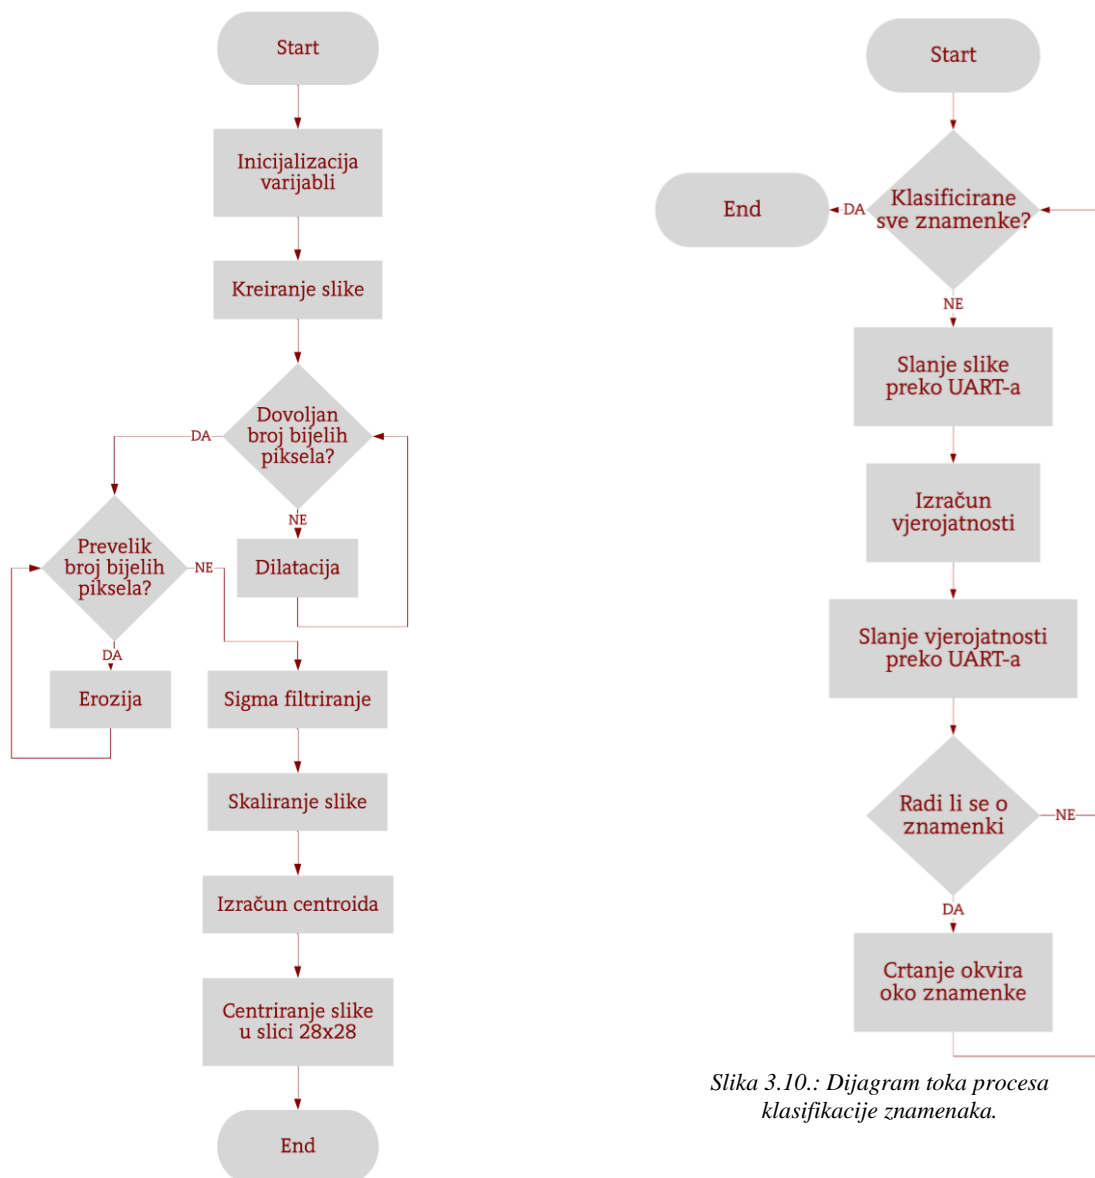 Start
Inicijalizacija
varijabli
Kreiranje slike
Dovoljan
broj bijelih
piksela?
DA
NE
Dilatacija
Prevelik
broj bijelih
piksela?
NE
DA
Erozija
Sigma filtriranje
Skaliranje slike
Izračun centroida
Centriranje slike
u slici 28x28
End
Start
Klasificirane
sve znamenke?
DA
End
NE
Slanje slike
preko UART-a
Izračun
vjerojatnosti
Slanje vjerojatnosti
preko UART-a
Radi li se o
znamenki
NE
DA
Crtanje okvira
oko znamenke
Slika 3.10.: Dijagram toka procesa
klasifikacije znamenaka.